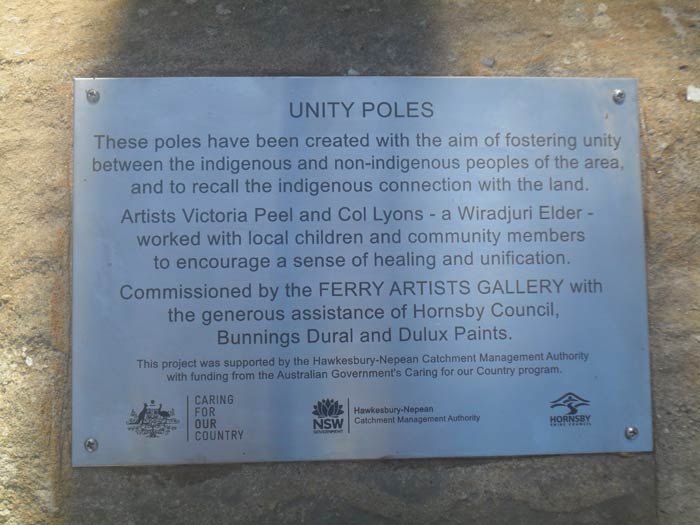 UNITY POLES
These poles have been created with the aim of fostering unity
between the indigenous and non-indigenous peoples of the area,
and to recall the indigenous connection with the land.
Artists Victoria Peel and Col Lyons - a Wiradjuri Elder -
worked with local children and community members
to encourage a sense of healing and unification.
Commissioned by the FERRY ARTISTS GALLERY with
the generous assistance of Hornsby Council,
Bunnings Dural and Dulux Paints.
This project was supported by the Hawkesbury-Nepean Catchment Management Authority
with funding from the Australian Government's Caring for our Country program.
CARING
FOR
OUR
COUNTRY
NSW
GOVERNMENT
Hawkesbury-Nepean
Catchment Management Authority
HORNSBY
SHIRE COUNCIL